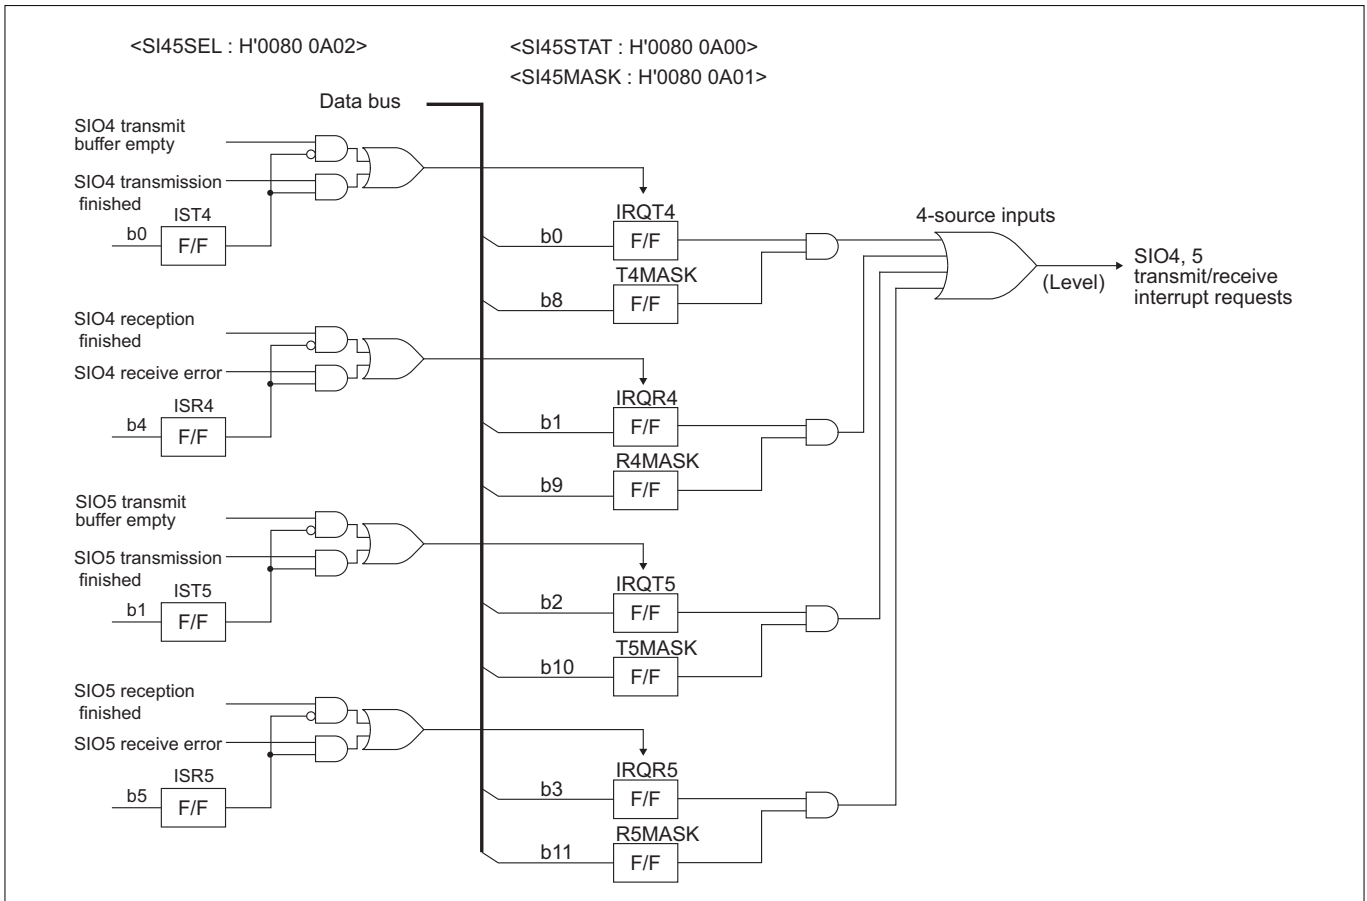 <SI45SEL : H'0080 0A02>
<SI45STAT : H'0080 0A00>
<SI45MASK : H'0080 0A01>
Data bus
SIO4 transmit
buffer empty
SIO4 transmission
finished
IST4
b0
F/F
IRQT4
b0
F/F
T4MASK
b8
F/F
4-source inputs
(Level)
SIO4, 5
transmit/receive
interrupt requests
SIO4 reception
finished
SIO4 receive error
ISR4
b4
F/F
IRQR4
b1
F/F
R4MASK
b9
F/F
SIO5 transmit
buffer empty
SIO5 transmission
finished
IST5
b1
F/F
IRQT5
b2
F/F
T5MASK
b10
F/F
SIO5 reception
finished
SIO5 receive error
ISR5
b5
F/F
IRQR5
b3
F/F
R5MASK
b11
F/F